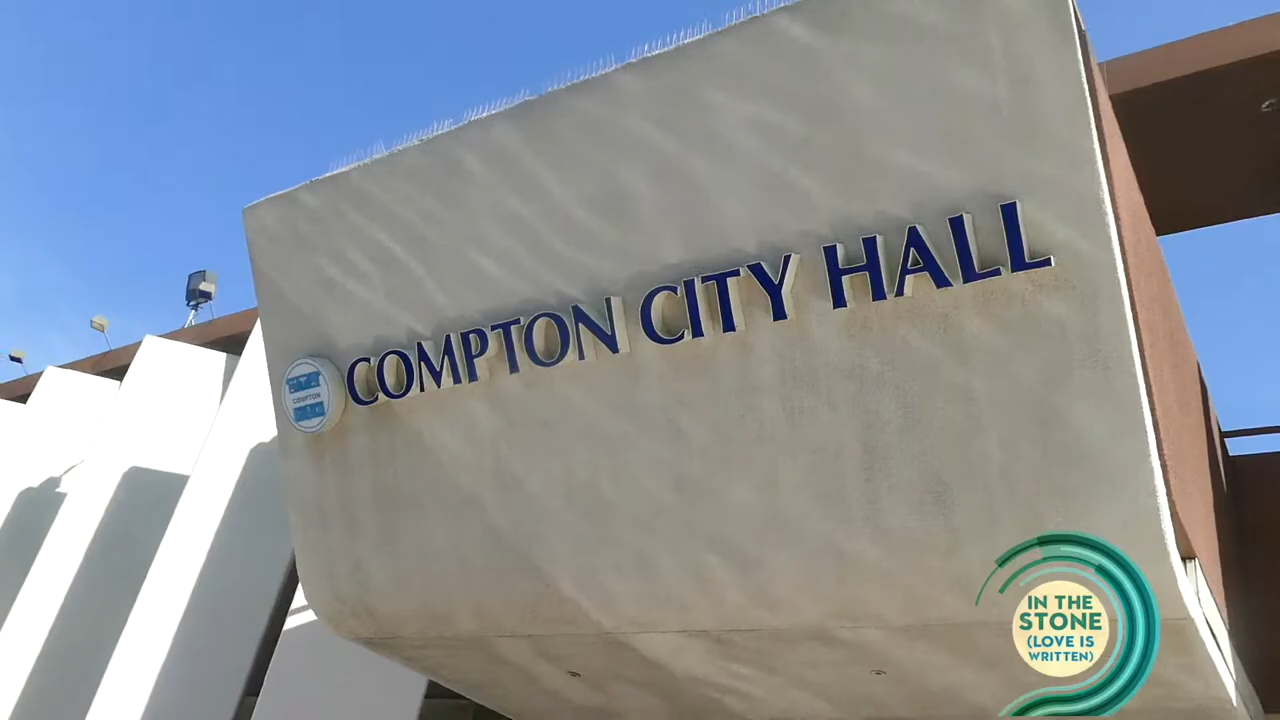 COMPTON CITY HALL
COMPTON
IN THE
STONE
(LOVE IS
WRITTEN)